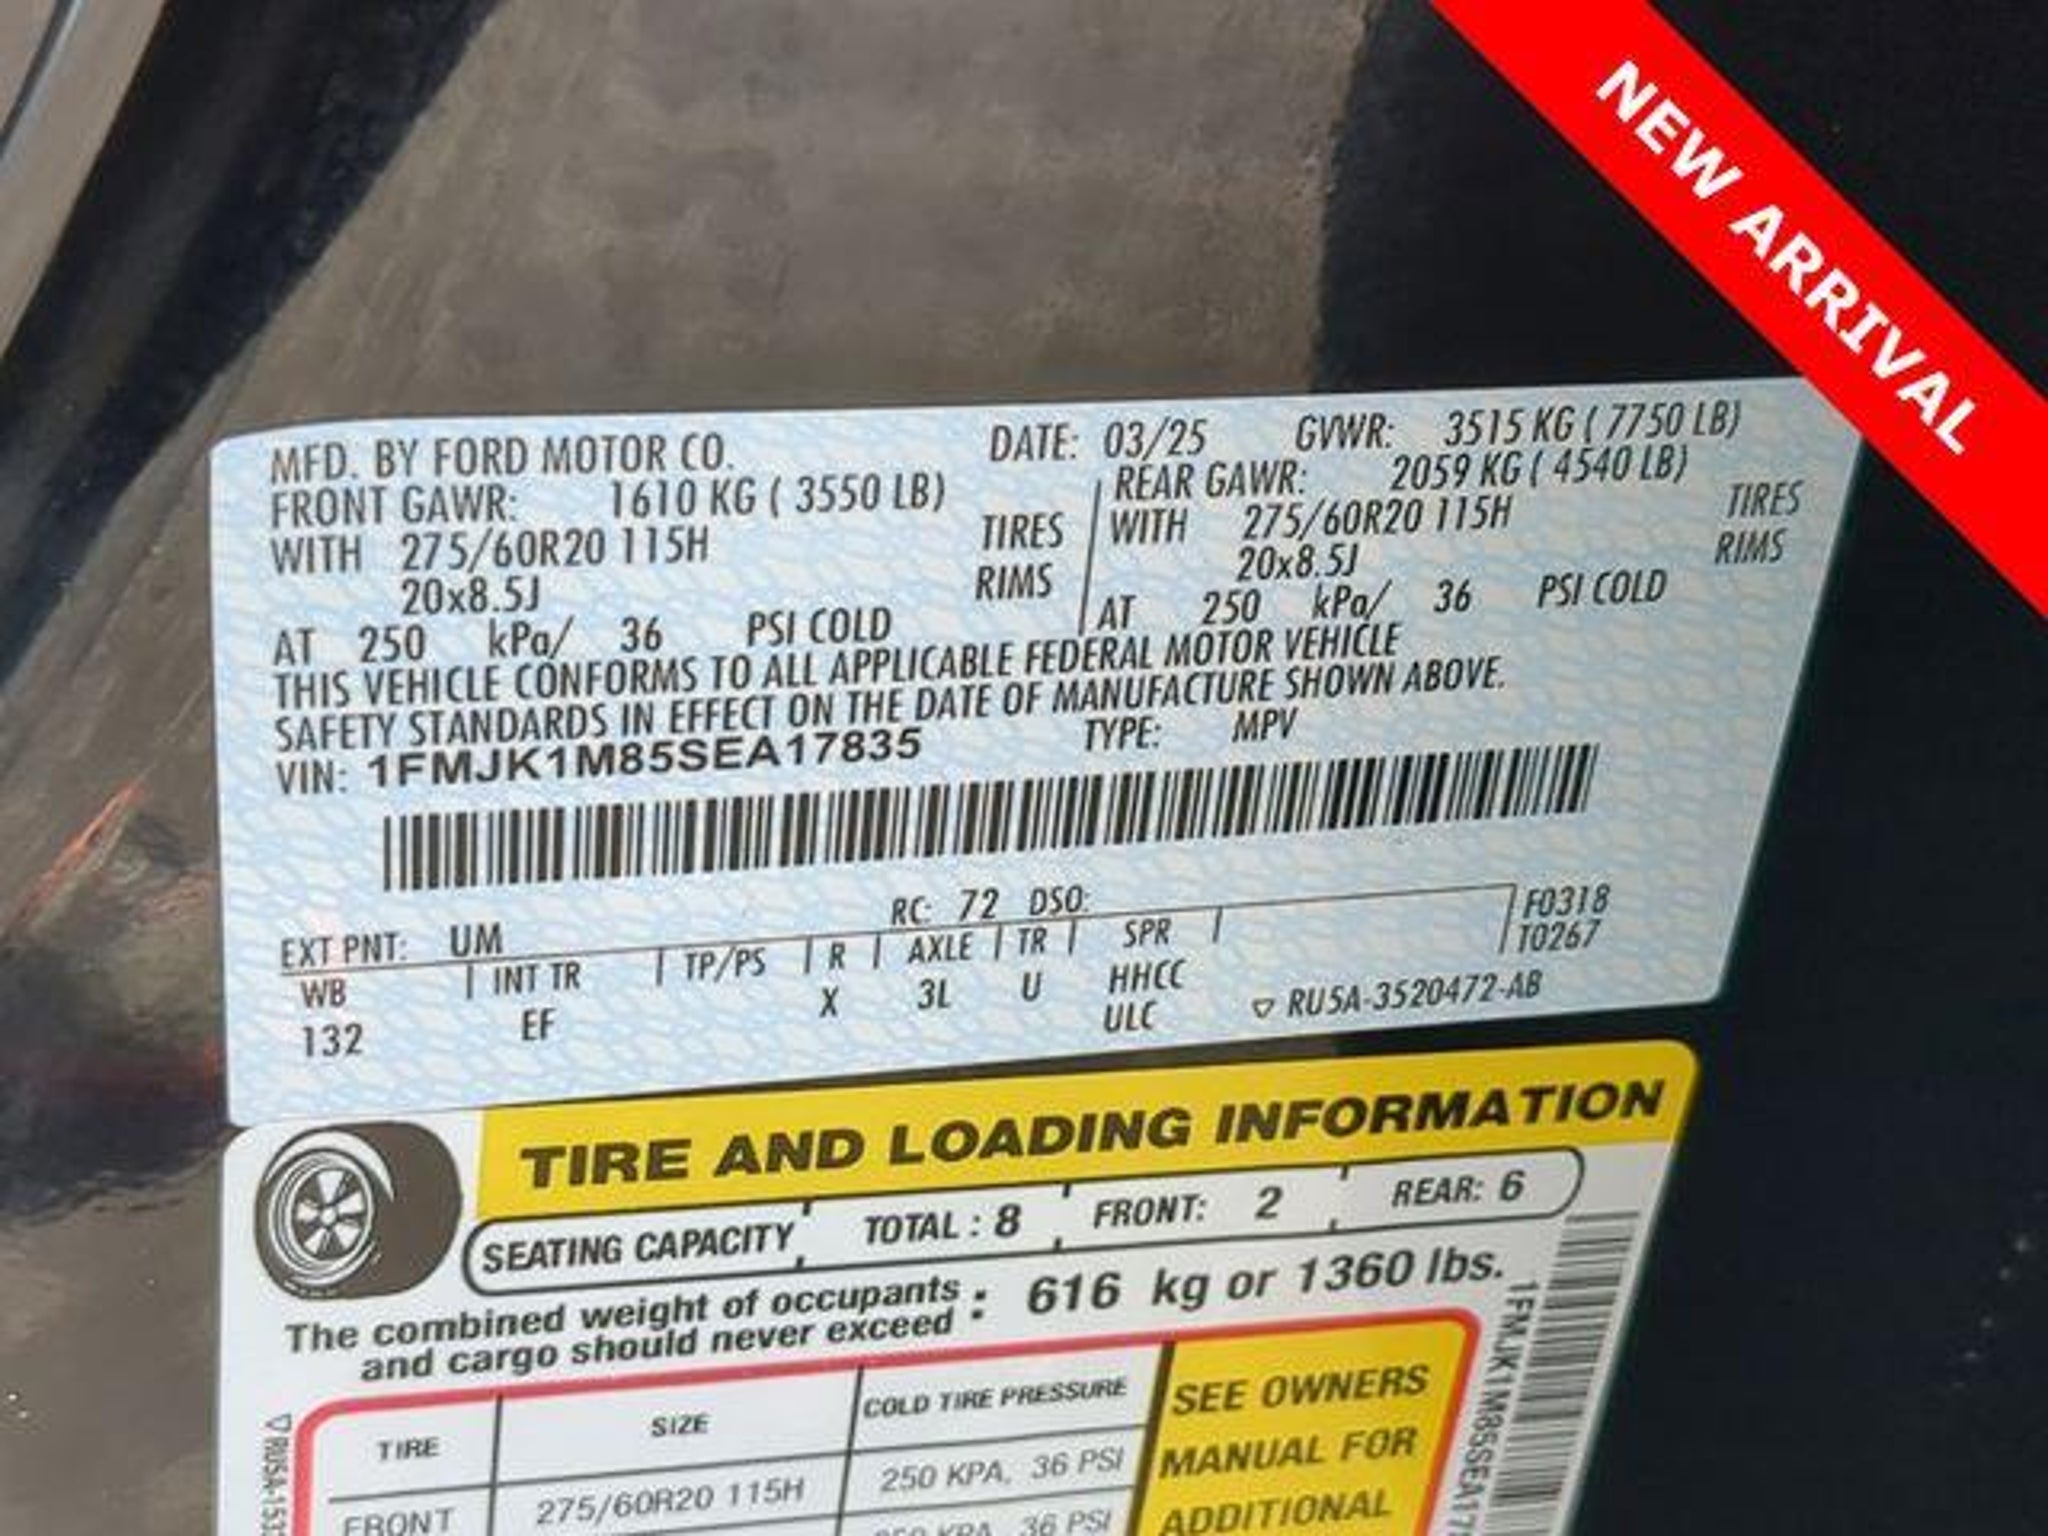 NEW ARRIVAL
MFD. BY FORD MOTOR CO. DATE: 03/25 GVWR: 3515 KG ( 7750 LB)
FRONT GAWR: 1610 KG ( 3550 LB) REAR GAWR: 2059 KG ( 4540 LB)
WITH 275/60R20 115H TIRES WITH 275/60R20 115H TIRES
20x8.5J RIMS 20x8.5J RIMS
AT 250 kPa/ 36 PSI COLD AT 250 kPa/ 36 PSI COLD
THIS VEHICLE CONFORMS TO ALL APPLICABLE FEDERAL MOTOR VEHICLE
SAFETY STANDARDS IN EFFECT ON THE DATE OF MANUFACTURE SHOWN ABOVE.
VIN: 1FMJK1M85SEA17835 TYPE: MPV
EXT PNT: UM RC: 72 DSO: F0318
WB INT TR TP/PS R AXLE TR SPR T0267
132 EF X 3L U HHCC
ULC RU5A-3520472-AB
TIRE AND LOADING INFORMATION
SEATING CAPACITY TOTAL : 8 FRONT: 2 REAR: 6
The combined weight of occupants
and cargo should never exceed : 616 kg or 1360 lbs.
TIRE SIZE COLD TIRE PRESSURE
FRONT 275/60R20 115H 250 KPA, 36 PSI
250 KPA, 36 PSI
SEE OWNERS
MANUAL FOR
ADDITIONAL